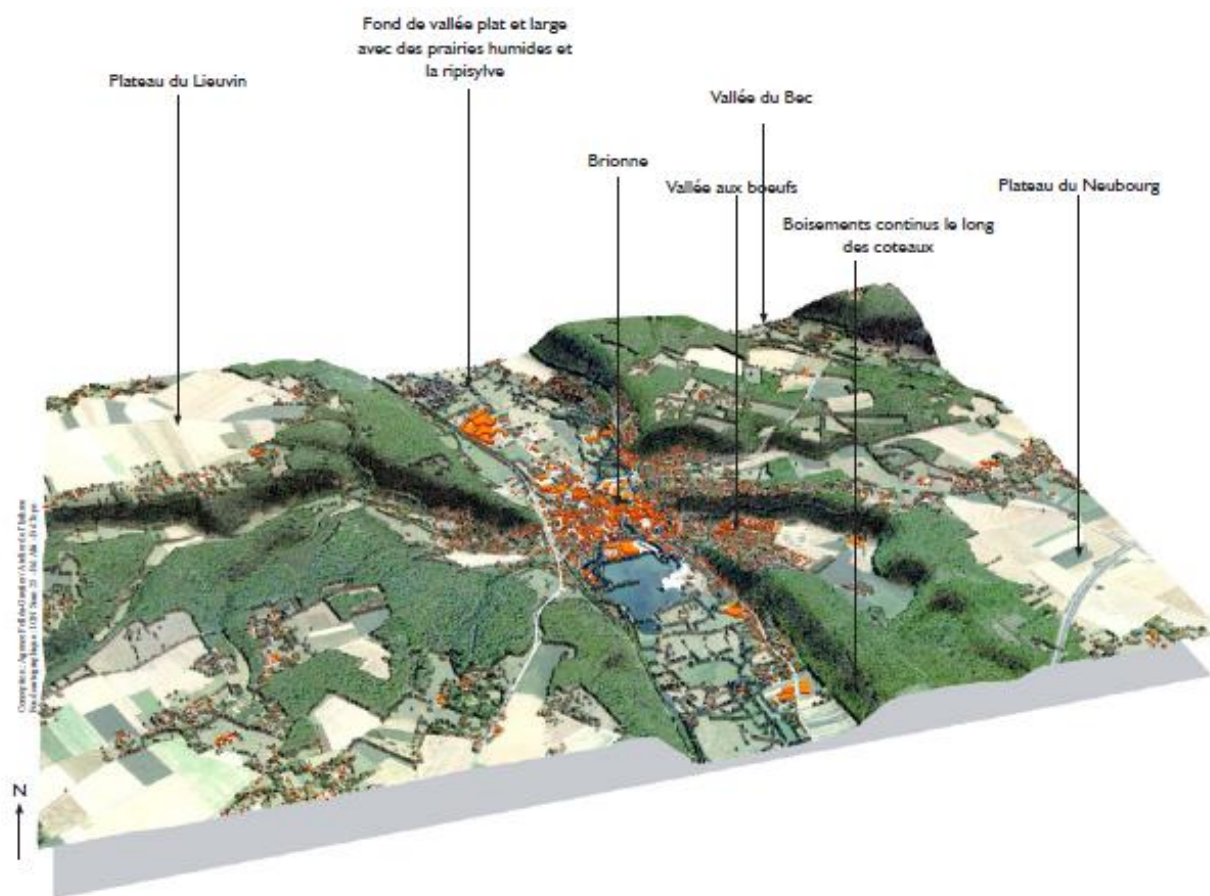 Fond de vallée plat et large
avec des prairies humides et
la ripisylve
Plateau du Lieuvin
Vallée du Bec
Brionne
Vallée aux boeufs
Plateau du Neubourg
Boisements continus le long
des coteaux
N